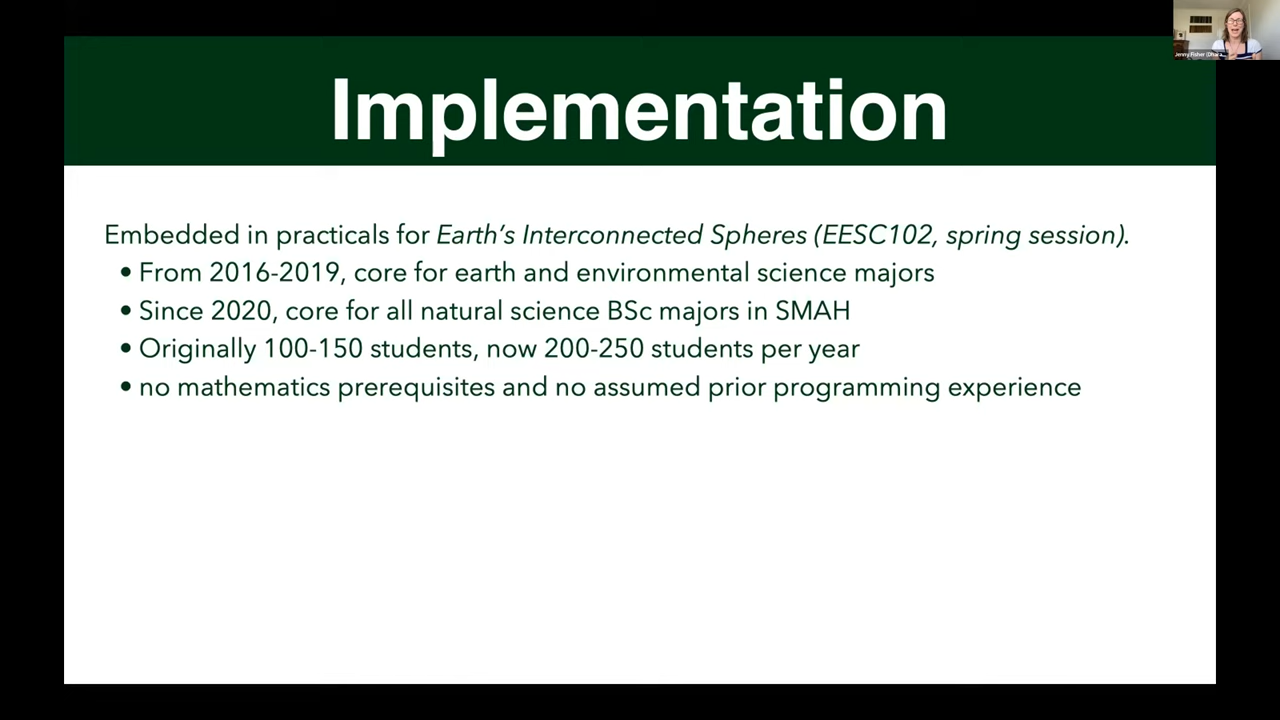 Implementation
Embedded in practicals for Earth's Interconnected Spheres (EESC102, spring session).
• From 2016-2019, core for earth and environmental science majors
• Since 2020, core for all natural science BSc majors in SMAH
• Originally 100-150 students, now 200-250 students per year
• no mathematics prerequisites and no assumed prior programming experience
Jenny Fisher